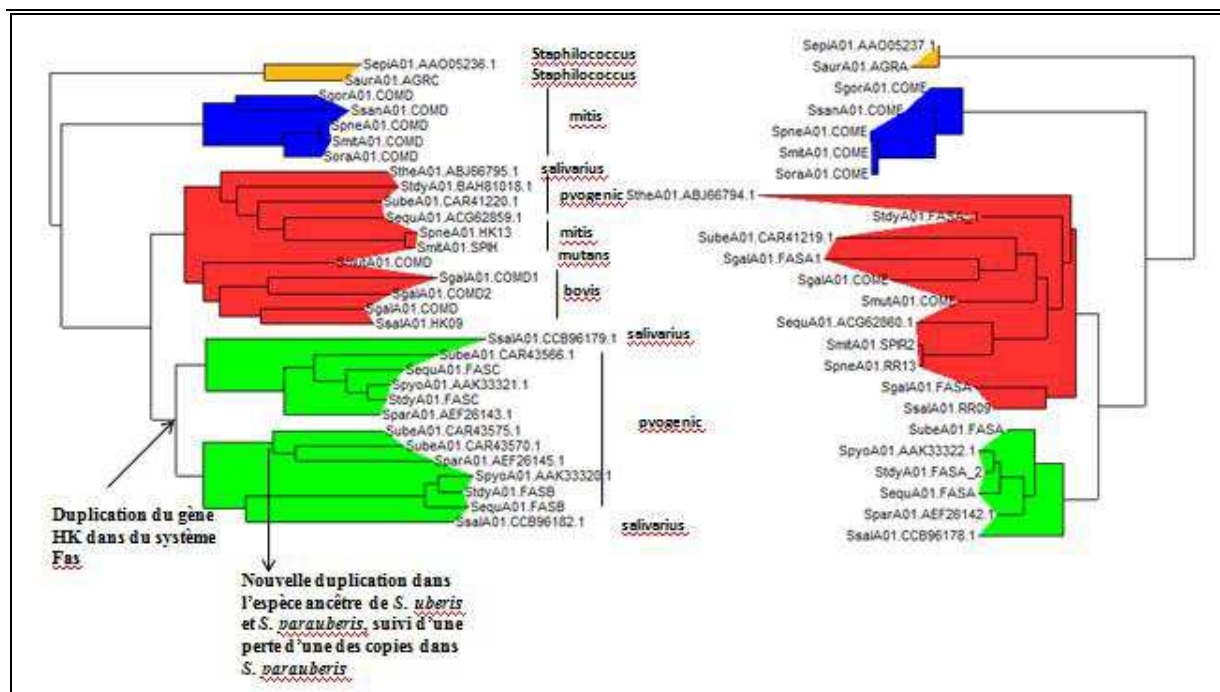 SepiA01.AAO05236.1
SaurA01.AGRC
SgorA01.COMD
SsanA01.COMD
SpneA01.COMD
SmitA01.COMD
SoraA01.COMD
StheA01.ABJ66795.1
StdyA01.BAH81018.1
SubeA01.CAR41220.1
SequA01.ACG62859.1
SpneA01.HK13
SmitA01.SPIH
SmutA01.COMD
SgalA01.COMD1
SgalA01.COMD2
SgalA01.COMD
SsalA01.HK09
SsalA01.CCB96179.1
SubeA01.CAR43566.1
SequA01.FASC
SpyoA01.AAK33321.1
StdyA01.FASC
SparA01.AEF26143.1
SubeA01.CAR43575.1
SubeA01.CAR43570.1
SparA01.AEF26145.1
SpyoA01.AAK33320.1
StdyA01.FASB
SequA01.FASB
SsalA01.CCB96182.1
Staphilococcus
Staphilococcus
mitis
salivarius
pyogenic
mitis
mutans
bovis
salivarius
pyogenic
salivarius
SepiA01.AAO05237.1
SaurA01.AGRA
SgorA01.COME
SsanA01.COME
SpneA01.COME
SmitA01.COME
SoraA01.COME
StheA01.ABJ66794.1
StdyA01.FASA_1
SubeA01.CAR41219.1
SgalA01.FASA1
SgalA01.COME
SmutA01.COME
SequA01.ACG62860.1
SmitA01.SPIR2
SpneA01.RR13
SgalA01.FASA
SsalA01.RR09
SubeA01.FASA
SpyoA01.AAK33322.1
StdyA01.FASA_2
SequA01.FASA
SparA01.AEF26142.1
SsalA01.CCB96178.1
Duplication du gène
HK dans du système
Fas
Nouvelle duplication dans
l'espèce ancêtre de S. uberis
et S. parauberis, suivi d'une
perte d'une des copies dans
S. parauberis